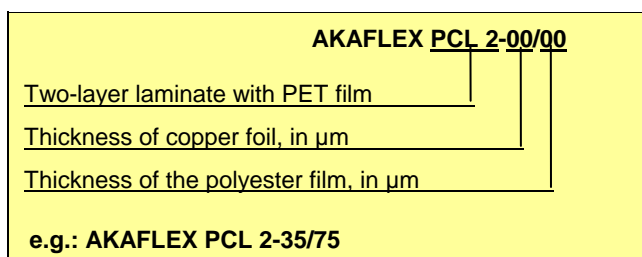 AKAFLEX PCL 2-00/00
Two-layer laminate with PET film
Thickness of copper foil, in µm
Thickness of the polyester film, in µm
e.g.: AKAFLEX PCL 2-35/75